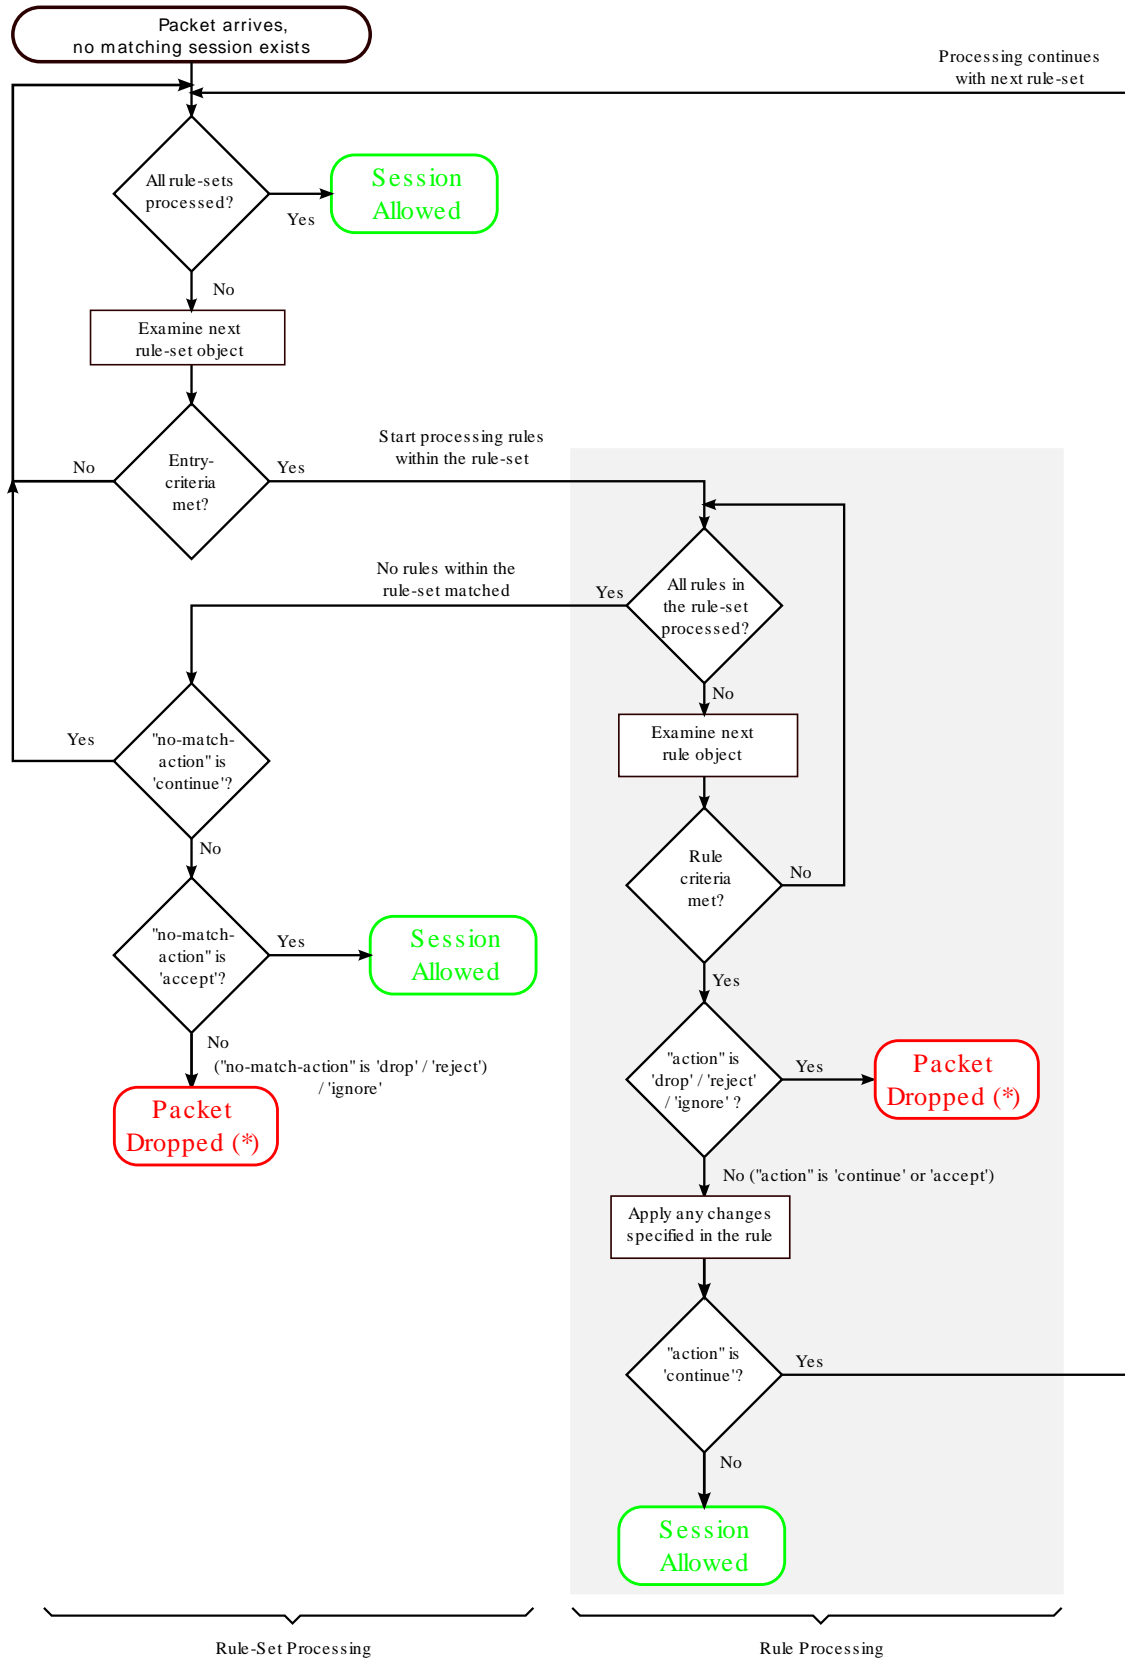 Packet arrives,
no matching session exists
Processing continues
with next rule-set
All rule-sets
processed?
Yes
Session
Allowed
No
Examine next
rule-set object
Entry-
criteria
met?
No
Yes
Start processing rules
within the rule-set
No rules within the
rule-set matched
Yes
All rules in
the rule-set
processed?
No
Examine next
rule object
Rule
criteria
met?
No
Yes
"no-match-
action" is
'continue'?
Yes
No
"no-match-
action" is
'accept'?
Yes
Session
Allowed
No
("no-match-action" is 'drop' / 'reject')
/ 'ignore'
Packet
Dropped (*)
"action" is
'drop' / 'reject'
/ 'ignore' ?
Yes
Packet
Dropped (*)
No ("action" is 'continue' or 'accept')
Apply any changes
specified in the rule
"action" is
'continue'?
Yes
No
Session
Allowed
Rule-Set Processing
Rule Processing